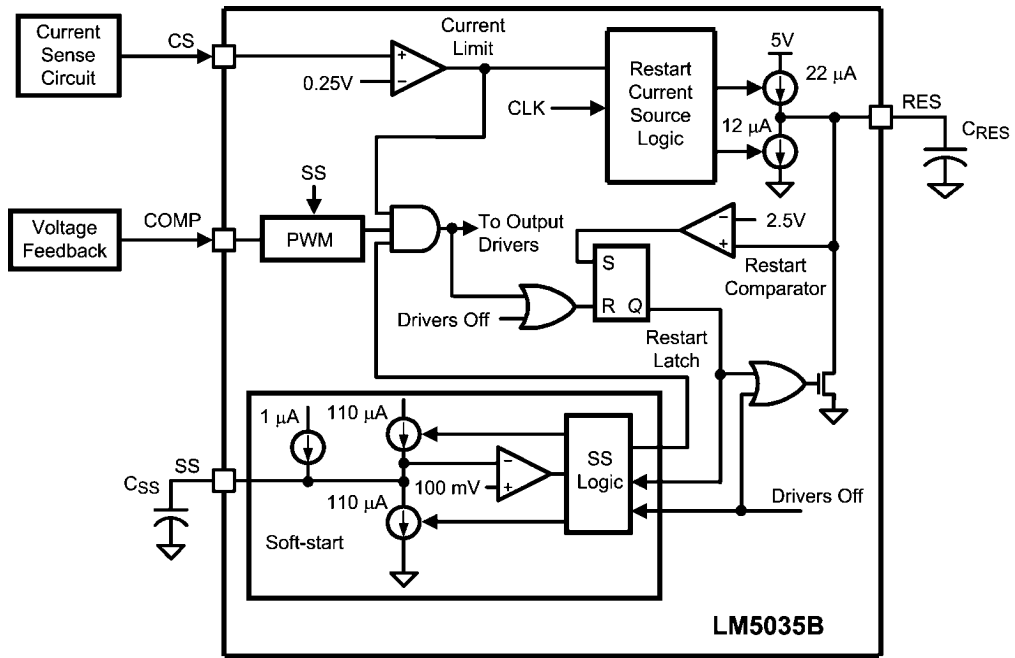 Current
Sense
Circuit
CS
0.25V
Current
Limit
CLK
Restart
Current
Source
Logic
5V
22 µA
12 µA
RES
CRES
Voltage
Feedback
COMP
SS
PWM
To Output
Drivers
2.5V
Restart
Comparator
S
R Q
Drivers Off
Restart
Latch
1 µA
110 µA
SS
CSS
100 mV
110 µA
SS
Logic
Soft-start
Drivers Off
LM5035B